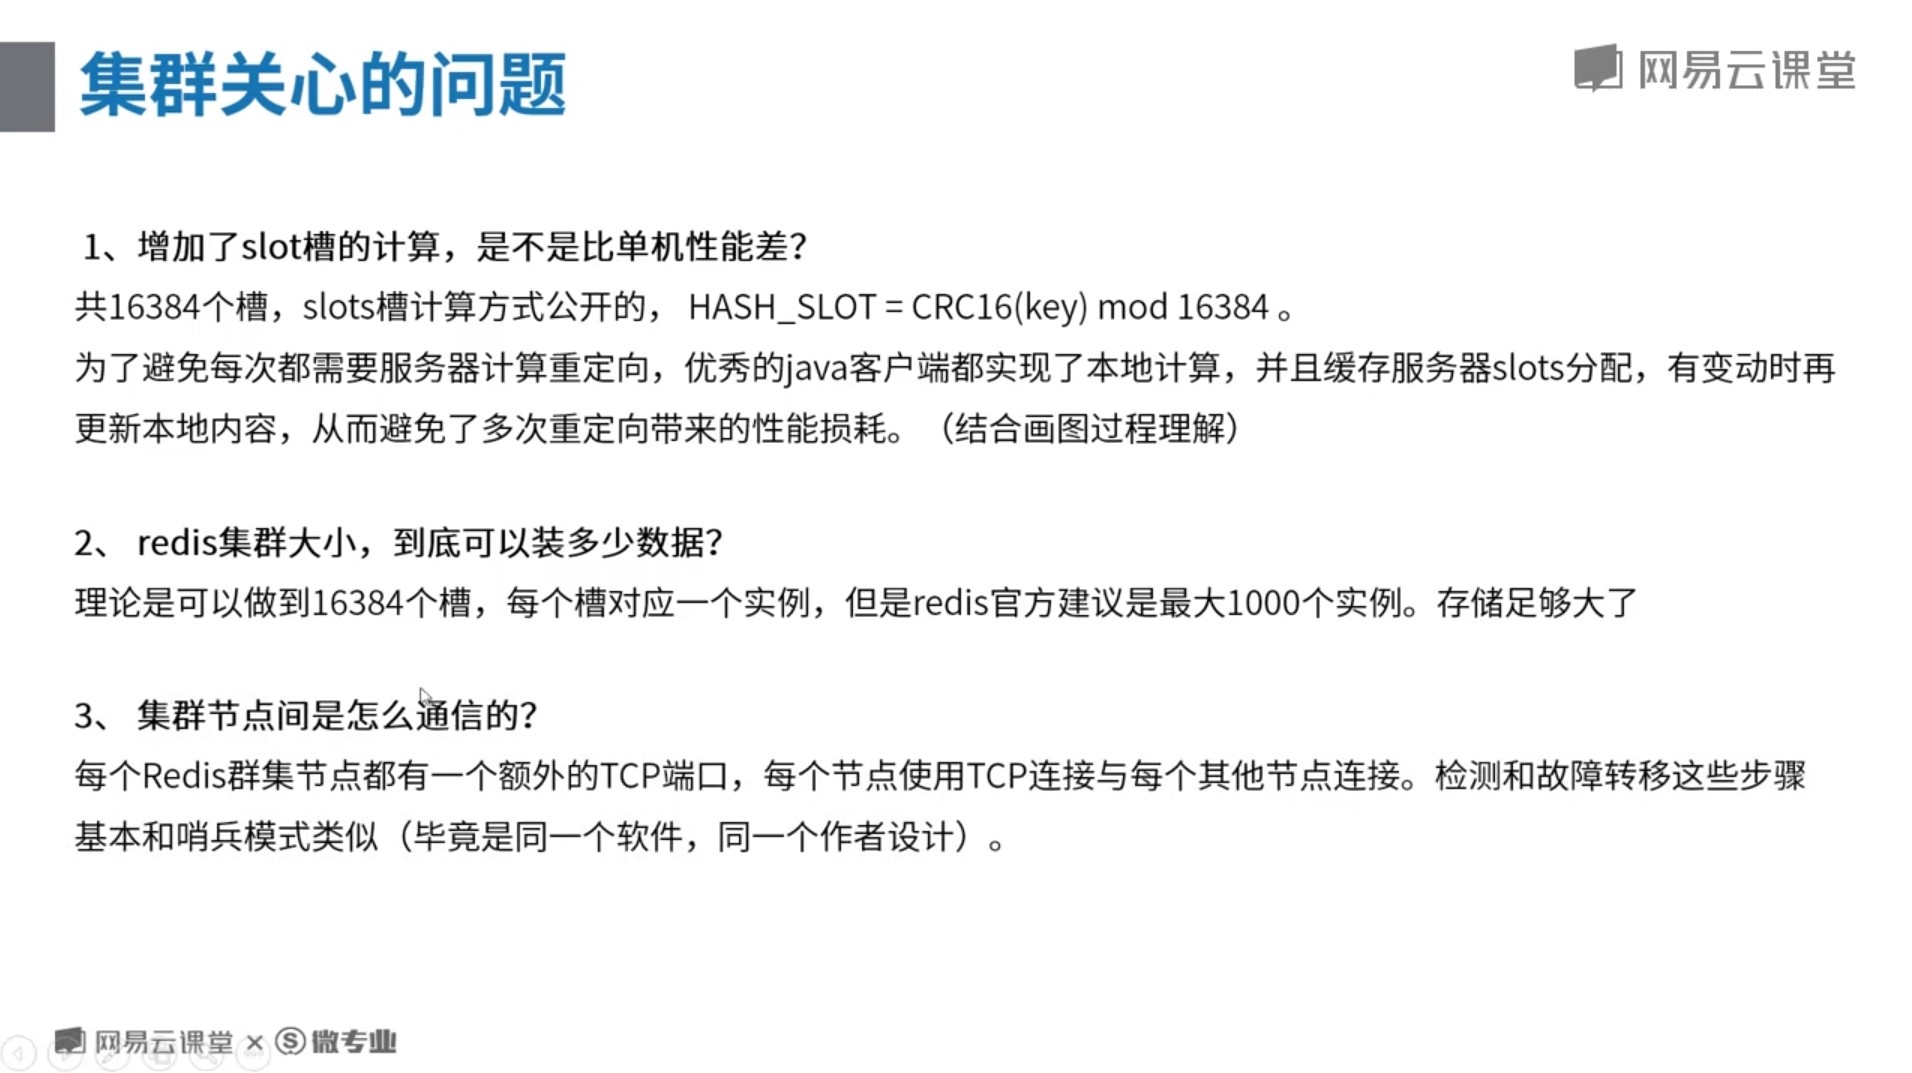 集群关心的问题
网易云课堂
1、增加了slot槽的计算，是不是比单机性能差？
共16384个槽，slots槽计算方式公开的， HASH_SLOT = CRC16(key) mod 16384 。
为了避免每次都需要服务器计算重定向，优秀的java客户端都实现了本地计算，并且缓存服务器slots分配，有变动时再
更新本地内容，从而避免了多次重定向带来的性能损耗。（结合画图过程理解）
2、 redis集群大小，到底可以装多少数据？
理论是可以做到16384个槽，每个槽对应一个实例，但是redis官方建议是最大1000个实例。存储足够大了
3、 集群节点间是怎么通信的？
每个Redis群集节点都有一个额外的TCP端口，每个节点使用TCP连接与每个其他节点连接。检测和故障转移这些步骤
基本和哨兵模式类似（毕竟是同一个软件，同一个作者设计）。
网易云课堂 × Ⓢ 微专业